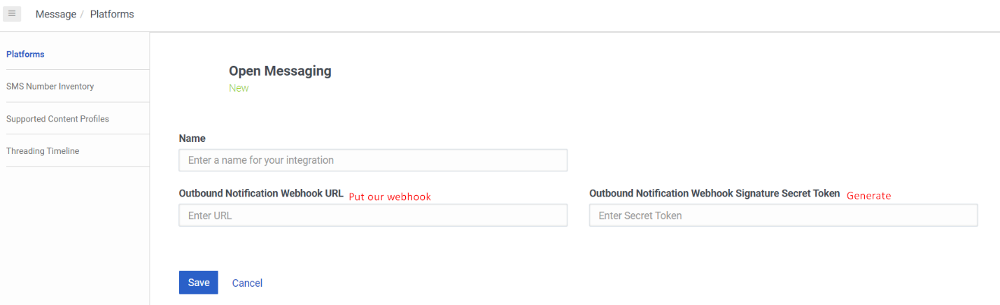 Message / Platforms
Platforms
SMS Number Inventory
Supported Content Profiles
Threading Timeline
Open Messaging
New
Name
Enter a name for your integration
Outbound Notification Webhook URL Put our webhook
Enter URL
Outbound Notification Webhook Signature Secret Token Generate
Enter Secret Token
Save Cancel